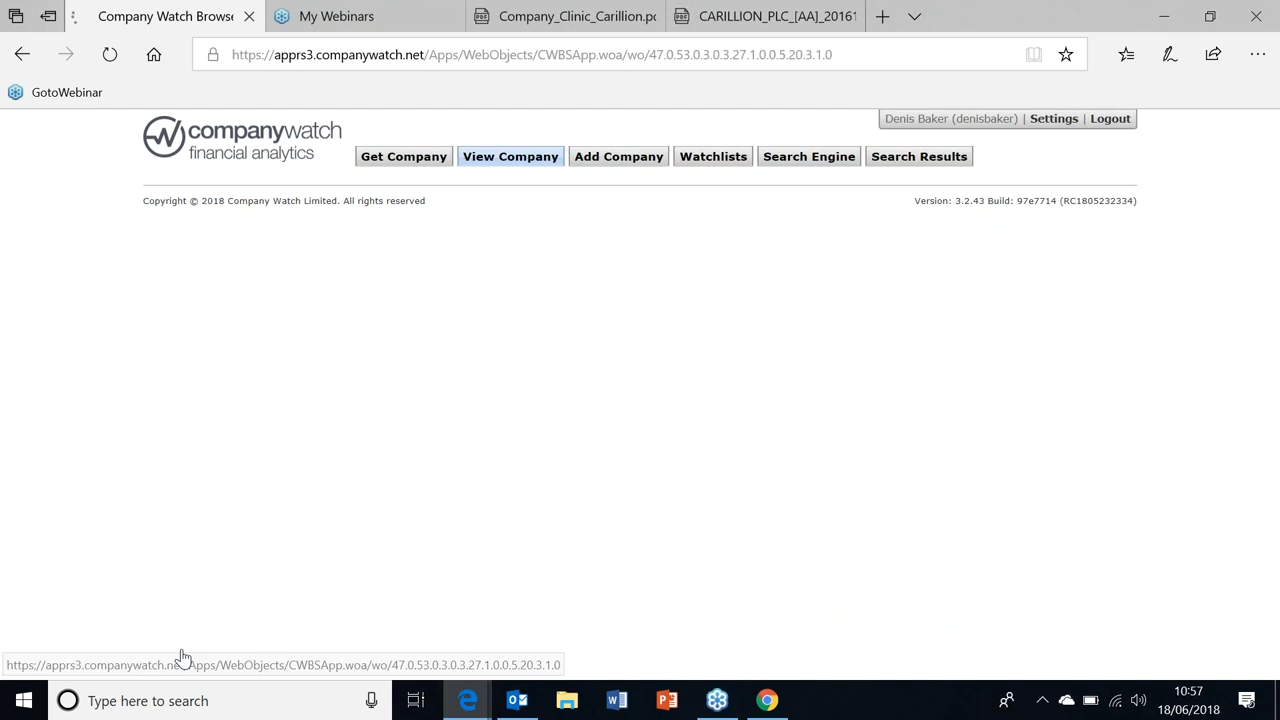 Company Watch Browse
My Webinars
Company_Clinic_Carillion.pd
CARILLION_PLC_[AA]_20161
https://apprs3.companywatch.net/Apps/WebObjects/CWBSApp.woa/wo/47.0.53.0.3.0.3.27.1.0.0.5.20.3.1.0
GotoWebinar
Denis Baker (denisbaker) | Settings | Logout
companywatch
financial analytics
Get Company View Company Add Company Watchlists Search Engine Search Results
Copyright © 2018 Company Watch Limited. All rights reserved
Version: 3.2.43 Build: 97e7714 (RC1805232334)
https://apprs3.companywatch.net/Apps/WebObjects/CWBSApp.woa/wo/47.0.53.0.3.0.3.27.1.0.0.5.20.3.1.0
Type here to search
10:57
18/06/2018